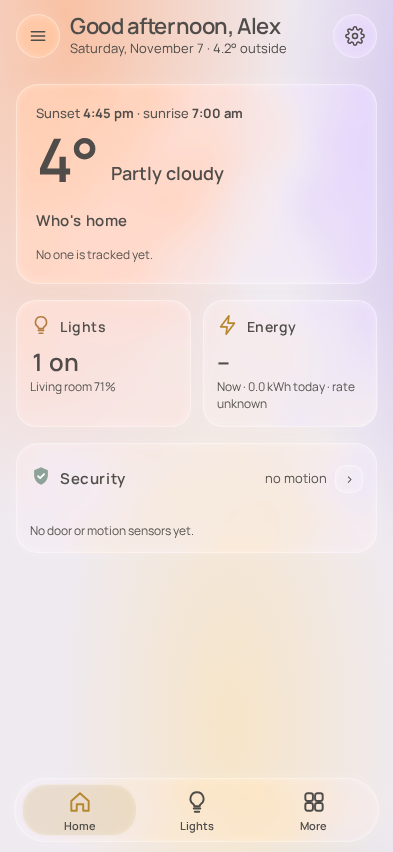 Good afternoon, Alex
Saturday, November 7 · 4.2° outside
Sunset 4:45 pm · sunrise 7:00 am
4° Partly cloudy
Who's home
No one is tracked yet.
Lights
1 on
Living room 71%
Energy
–
Now · 0.0 kWh today · rate
unknown
Security
no motion
No door or motion sensors yet.
Home
Lights
More